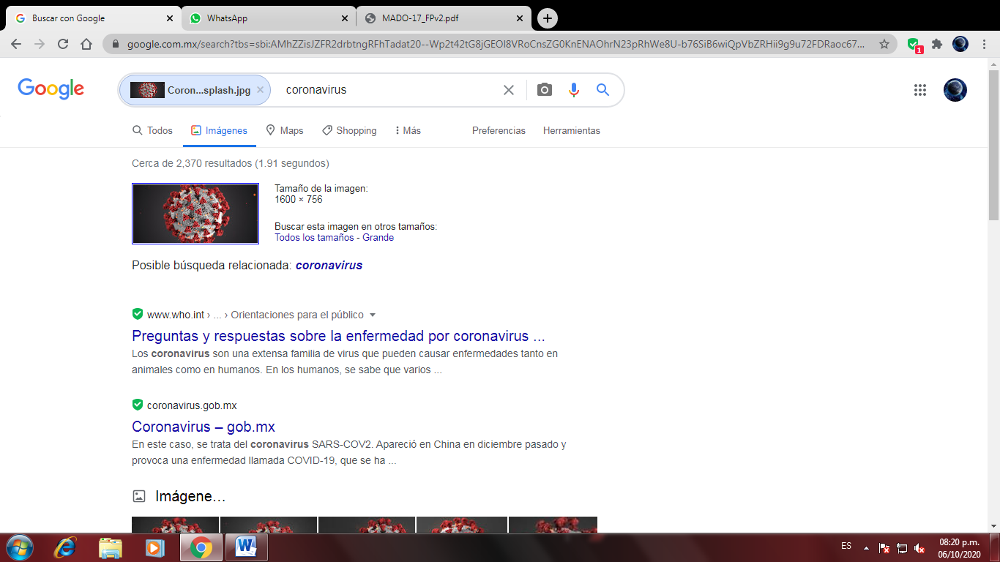 Buscar con Google
WhatsApp
MADO-17_FPv2.pdf
google.com.mx/search?tbs=sbi:AMhZZisJZFR2drbtngRFhTadat20--Wp2t42tG8jGEOI8VRoCnsZG0KnENAOhrN23pRhWe8U-b76SiB6wiQpVbZRHii9g9u72FDRaoc67...
1
Google
Coron...splash.jpg
coronavirus
Todos
Imágenes
Maps
Shopping
Más
Preferencias
Herramientas
Cerca de 2,370 resultados (1.91 segundos)
Tamaño de la imagen:
1600 × 756
Buscar esta imagen en otros tamaños:
Todos los tamaños - Grande
Posible búsqueda relacionada: coronavirus
www.who.int › ... › Orientaciones para el público
Preguntas y respuestas sobre la enfermedad por coronavirus ...
Los coronavirus son una extensa familia de virus que pueden causar enfermedades tanto en
animales como en humanos. En los humanos, se sabe que varios ...
coronavirus.gob.mx
Coronavirus – gob.mx
En este caso, se trata del coronavirus SARS-COV2. Apareció en China en diciembre pasado y
provoca una enfermedad llamada COVID-19, que se ha ...
Imágene…
ES
08:20 p.m.
06/10/2020